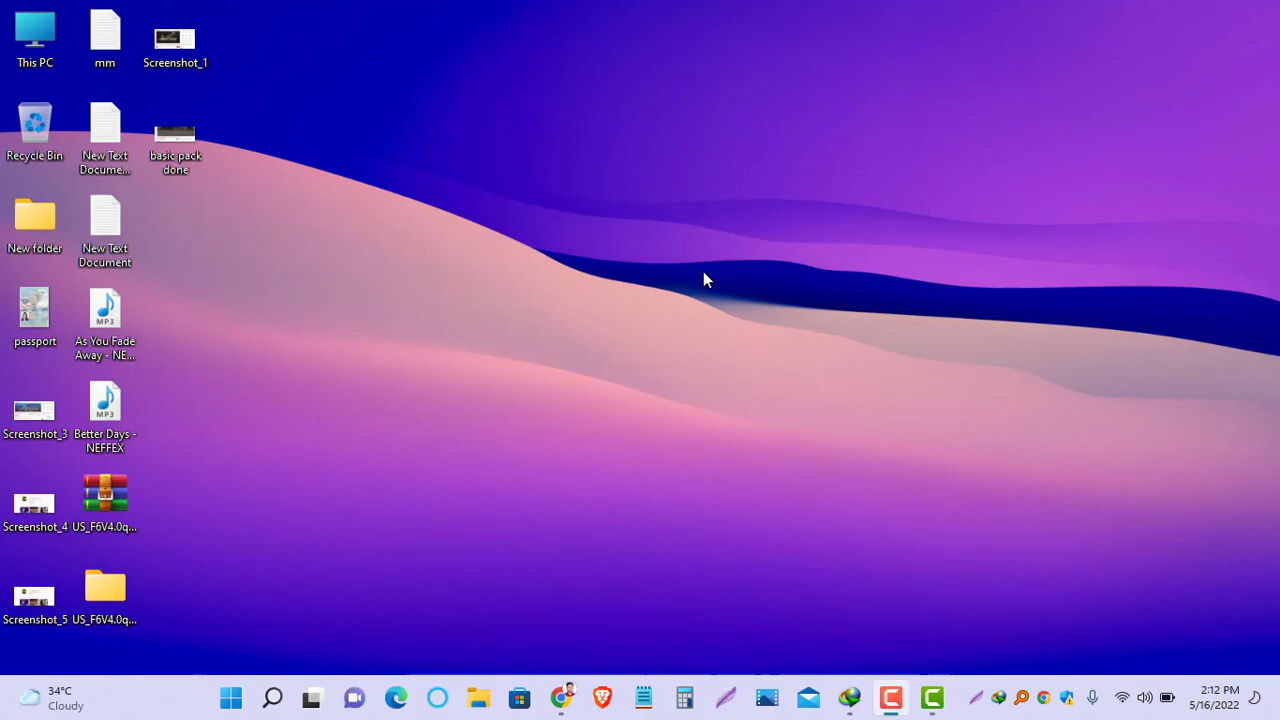 This PC
mm
Screenshot_1
Recycle Bin
New Text
Docume...
basic pack
done
New folder
New Text
Document
passport
MP3
As You Fade
Away - NE...
Screenshot_3
MP3
Better Days -
NEFFEX
Screenshot_4
US_F6V4.0q...
Screenshot_5
US_F6V4.0q...
34°C
Cloudy
2:12 PM
5/16/2022